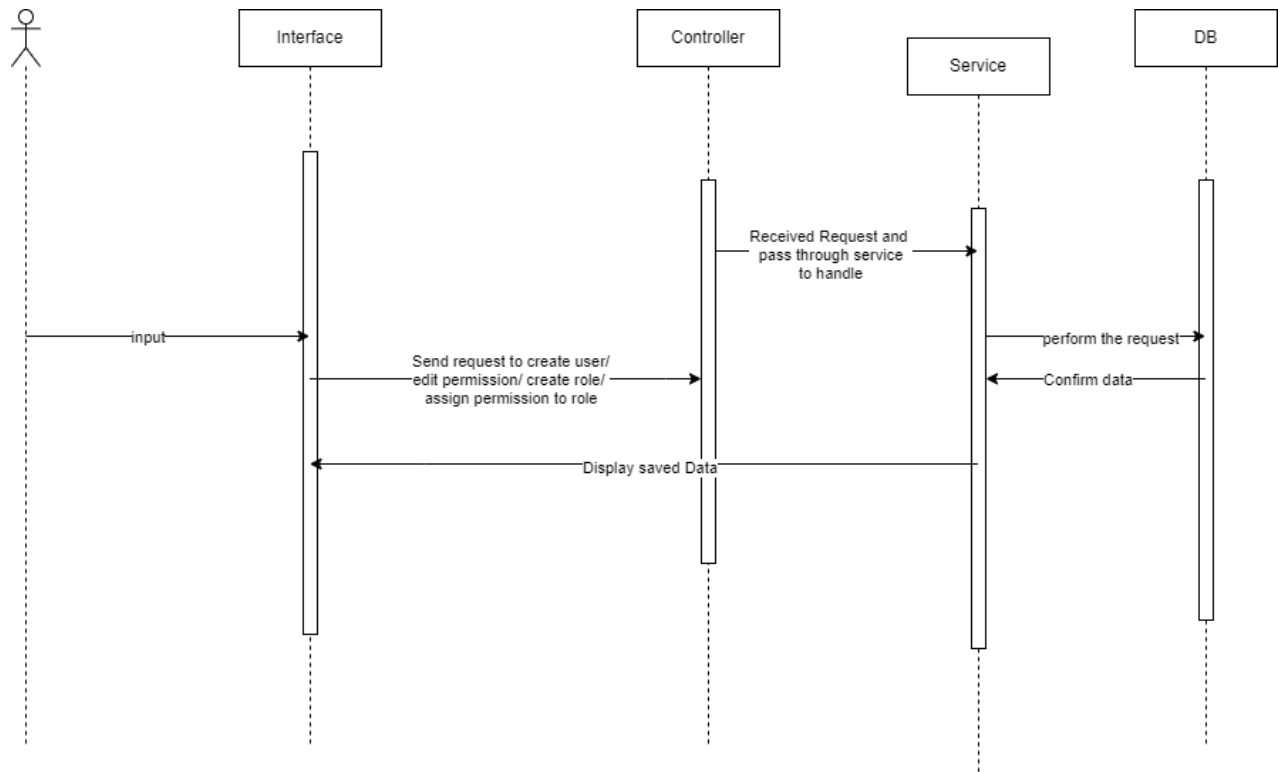 Interface
Controller
Service
DB
Received Request and
pass through service
to handle
input
perform the request
Send request to create user/
edit permission/ create role/
assign permission to role
Confirm data
Display saved Data